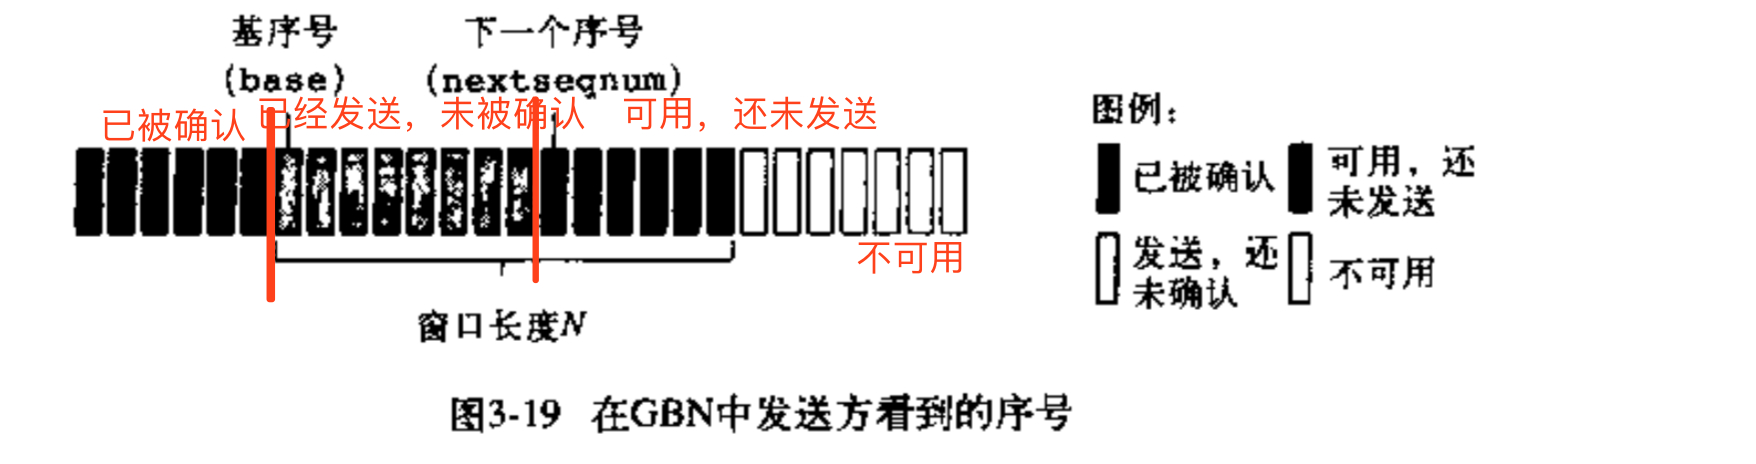 基序号
(base)
下一个序号
(nextseqnum)
已被确认
已经发送，未被确认
可用，还未发送
不可用
窗口长度N
图例：
已被确认
可用，还
未发送
发送，还
未确认
不可用
图3-19 在GBN中发送方看到的序号